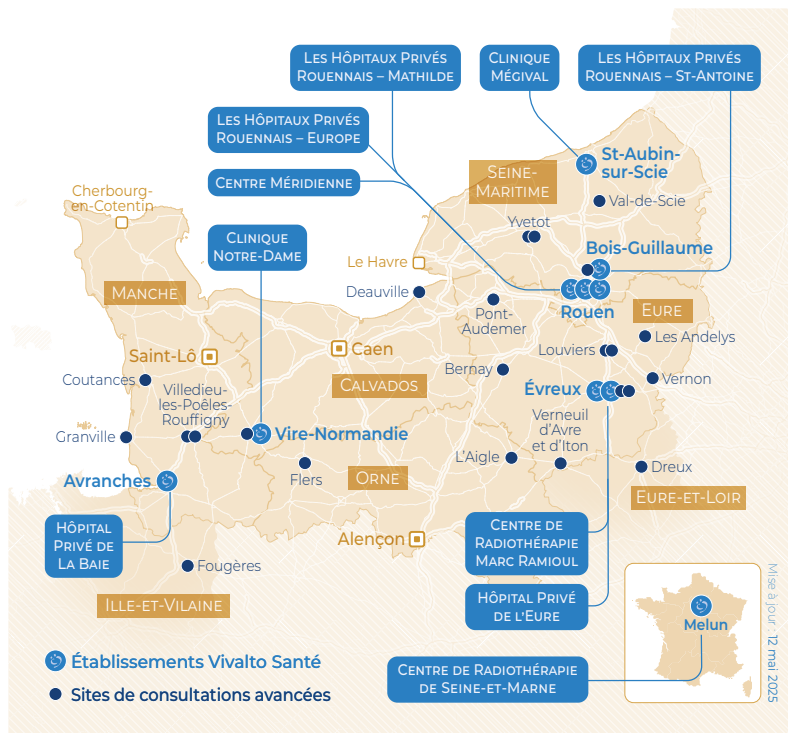 Les Hôpitaux Privés
Rouennais – Mathilde
Clinique
Mégival
Les Hôpitaux Privés
Rouennais – St-Antoine
Les Hôpitaux Privés
Rouennais – Europe
Centre Méridienne
Clinique
Notre-Dame
Seine-
Maritime
St-Aubin-
sur-Scie
Val-de-Scie
Yvetot
Bois-Guillaume
Cherbourg-
en-Cotentin
Le Havre
Deauville
Manche
Pont-
Audemer
Rouen
Eure
Les Andelys
Saint-Lô
Caen
Louviers
Calvados
Bernay
Vernon
Coutances
Villedieu-
les-Poêles-
Rouffigny
Évreux
Verneuil
d'Avre
et d'Iton
Granville
Vire-Normandie
L'Aigle
Flers
Orne
Dreux
Avranches
Eure-et-Loir
Hôpital
Privé de
La Baie
Alençon
Centre de
Radiothérapie
Marc Ramioul
Fougères
Hôpital Privé
de l'Eure
Ille-et-Vilaine
Melun
Centre de Radiothérapie
de Seine-et-Marne
Établissements Vivalto Santé
Sites de consultations avancées
Mise à jour : 12 mai 2025